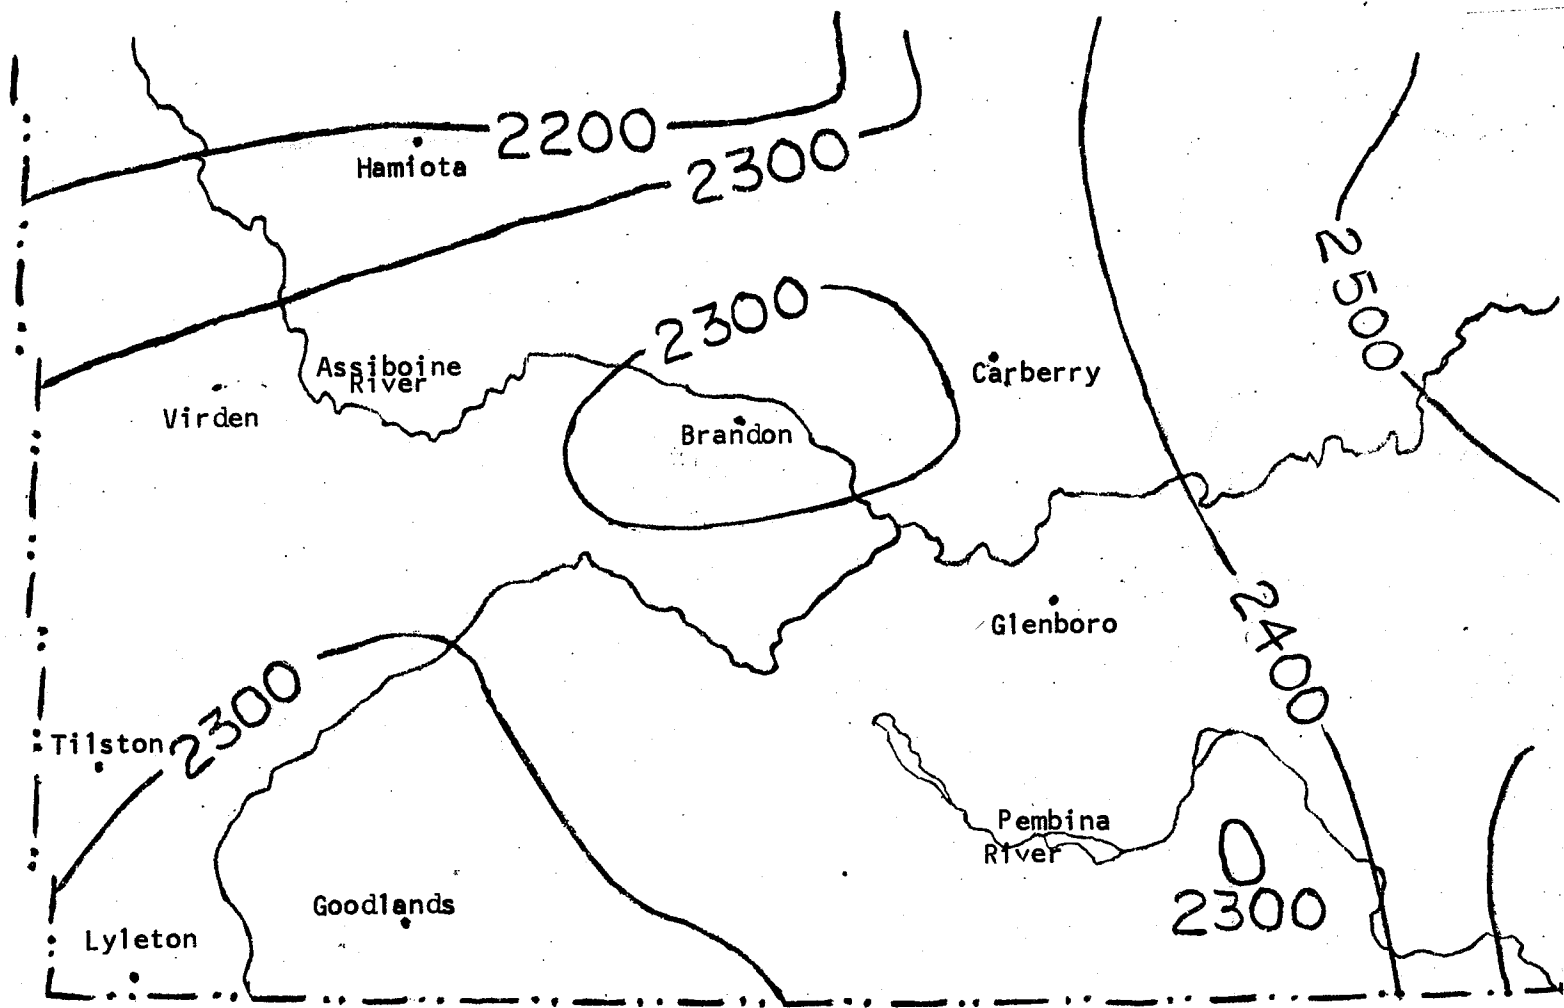 2200
Hamiota
2300
2500
2300
Assiboine
River
Carberry
Virden
Brandon
2400
Glenboro
2300
Tilston
Pembina
River
2300
Goodlands
Lyleton